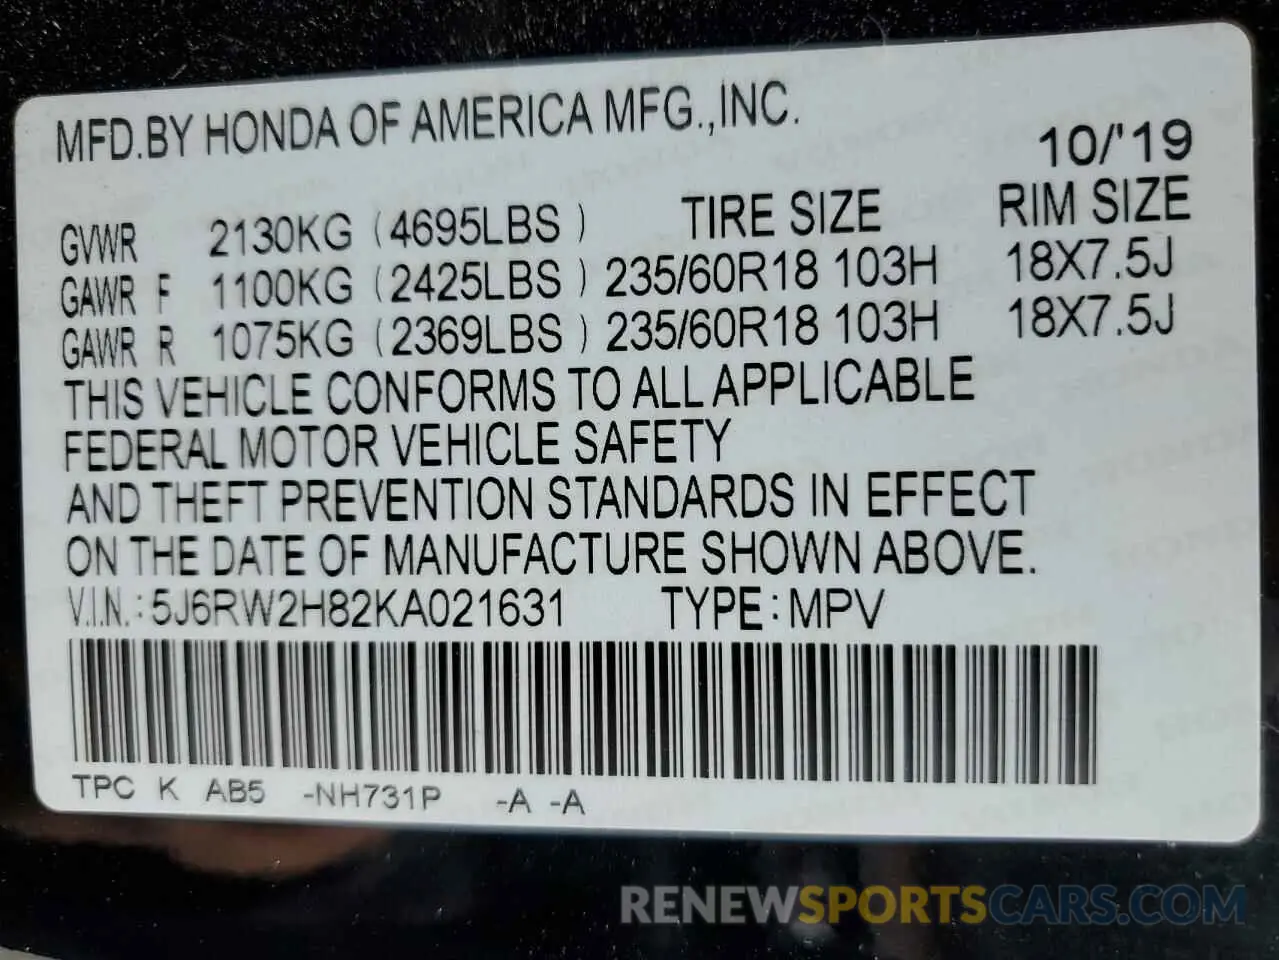 MFD.BY HONDA OF AMERICA MFG.,INC.
10/'19
GVWR 2130KG (4695LBS) TIRE SIZE RIM SIZE
GAWR F 1100KG (2425LBS) 235/60R18 103H 18X7.5J
GAWR R 1075KG (2369LBS) 235/60R18 103H 18X7.5J
THIS VEHICLE CONFORMS TO ALL APPLICABLE
FEDERAL MOTOR VEHICLE SAFETY
AND THEFT PREVENTION STANDARDS IN EFFECT
ON THE DATE OF MANUFACTURE SHOWN ABOVE.
V.I.N.: 5J6RW2H82KA021631 TYPE: MPV
TPC K AB5 -NH731P -A -A
RENEWSPORTSCARS.COM